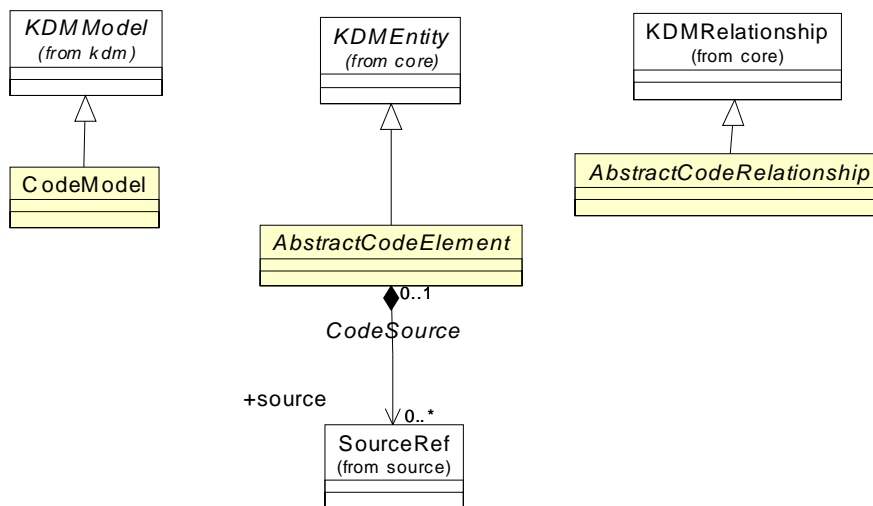 KDMModel
(from kdm)
CodeModel
KDMEntity
(from core)
AbstractCodeElement
0..1
CodeSource
+source
0..*
SourceRef
(from source)
KDMRelationship
(from core)
AbstractCodeRelationship